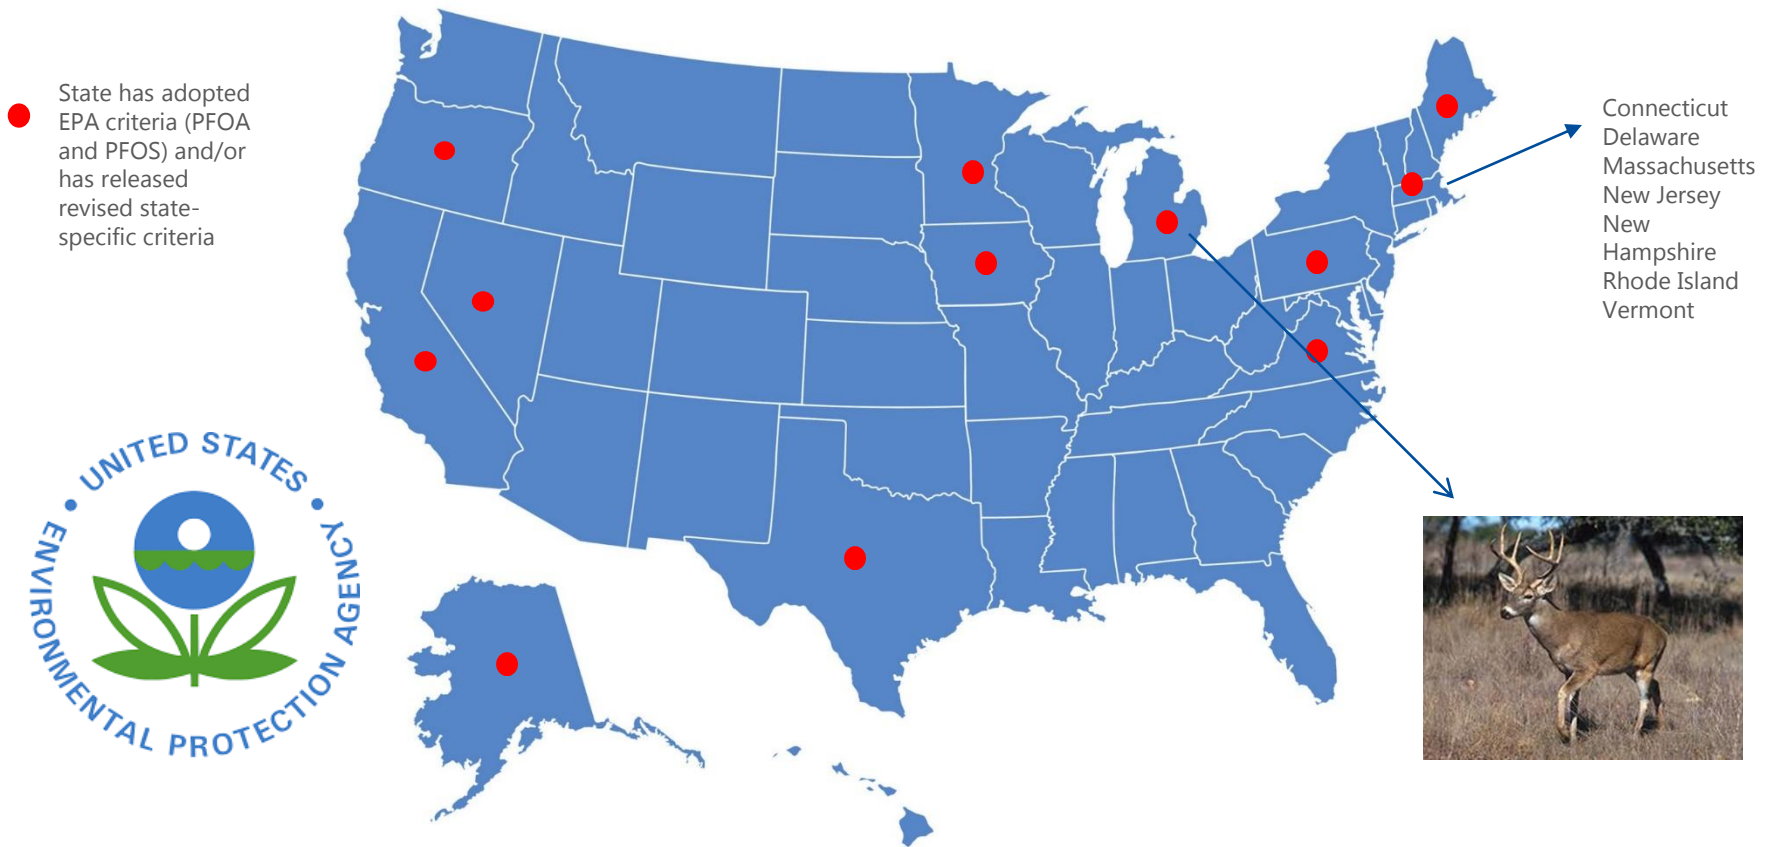 State has adopted
EPA criteria (PFOA
and PFOS) and/or
has released
revised state-
specific criteria
Connecticut
Delaware
Massachusetts
New Jersey
New
Hampshire
Rhode Island
Vermont
UNITED STATES
ENVIRONMENTAL PROTECTION AGENCY